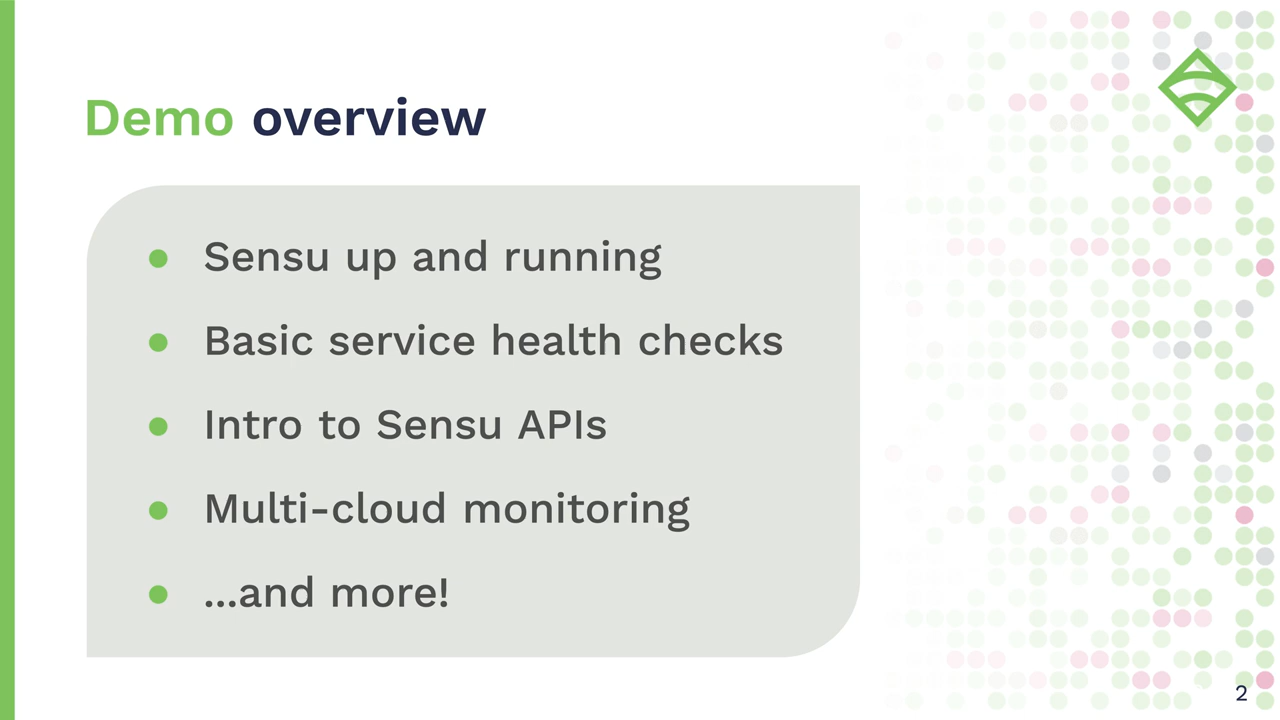 Demo overview
● Sensu up and running
● Basic service health checks
● Intro to Sensu APIs
● Multi-cloud monitoring
● ...and more!
2